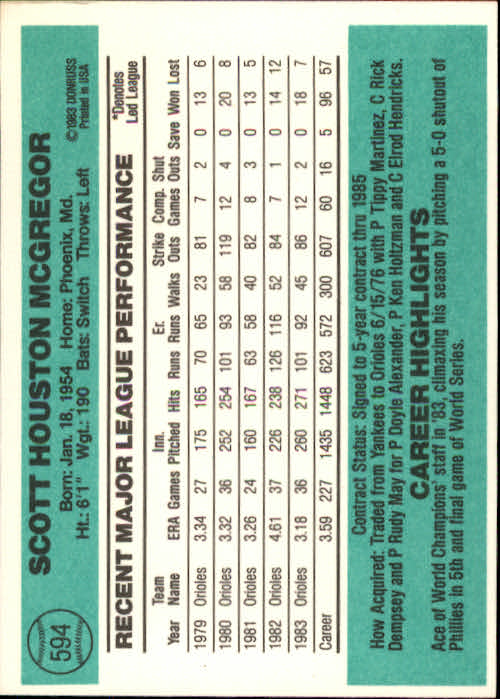 594
SCOTT HOUSTON MCGREGOR
©1983 DONRUSS
Printed in USA
Born: Jan. 18, 1954 Home: Phoenix, Md.
Ht.: 6'1" Wgt.: 190 Bats: Switch Throws: Left
RECENT MAJOR LEAGUE PERFORMANCE
*Denotes
Led League
Team Inn. Er. Strike Comp. Shut
Year Name ERA Games Pitched Hits Runs Runs Walks Outs Games Outs Save Won Lost
1979 Orioles 3.34 27 175 165 70 65 23 81 7 2 0 13 6
1980 Orioles 3.32 36 252 254 101 93 58 119 12 4 0 20 8
1981 Orioles 3.26 24 160 167 63 58 40 82 8 3 0 13 5
1982 Orioles 4.61 37 226 238 126 116 52 84 7 1 0 14 12
1983 Orioles 3.18 36 260 271 101 92 45 86 12 2 0 18 7
Career 3.59 227 1435 1448 623 572 300 607 60 16 5 96 57
Contract Status: Signed to 5-year contract thru 1985
How Acquired: Traded from Yankees to Orioles 6/15/76 with P Tippy Martinez, C Rick
Dempsey and P Rudy May for P Doyle Alexander, P Ken Holtzman and C Elrod Hendricks.
CAREER HIGHLIGHTS
Ace of World Champions' staff in '83, climaxing his season by pitching a 5-0 shutout of
Phillies in 5th and final game of World Series.